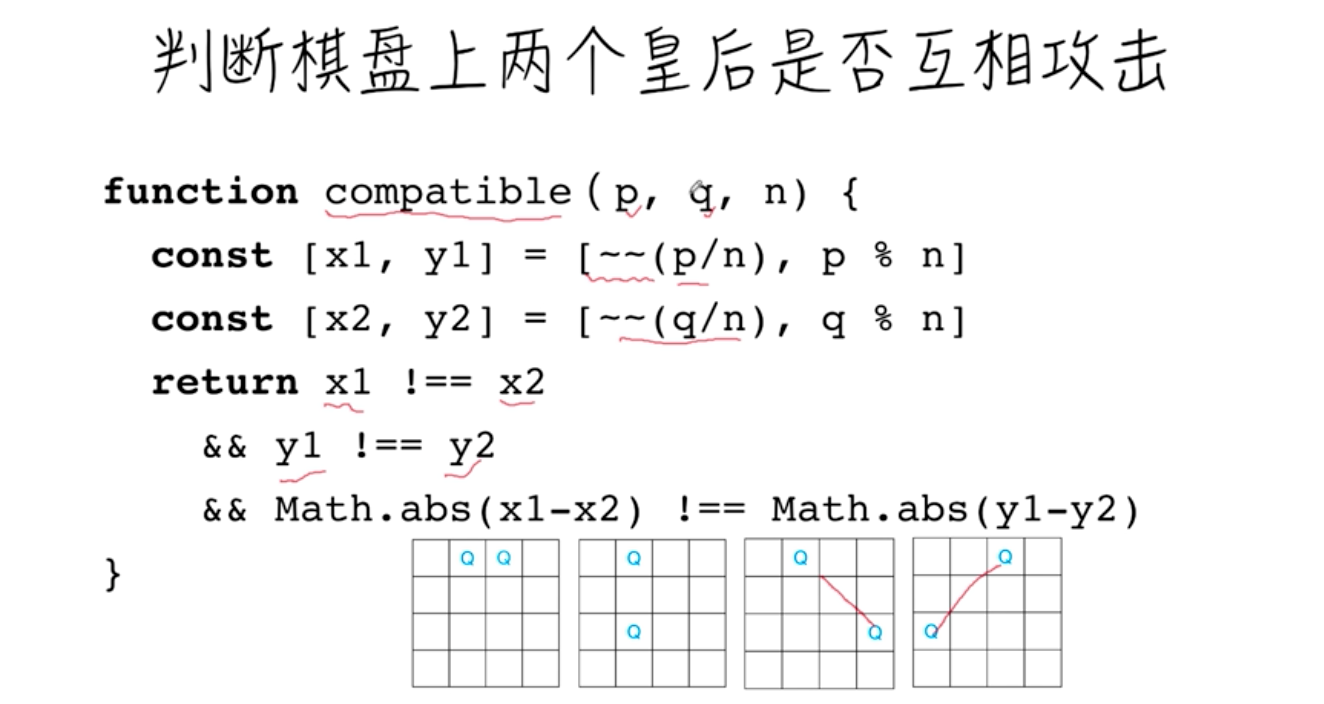 判断棋盘上两个皇后是否互相攻击
function compatible(p, q, n) {
const [x1, y1] = [~~(p/n), p % n]
const [x2, y2] = [~~(q/n), q % n]
return x1 !== x2
&& y1 !== y2
&& Math.abs(x1-x2) !== Math.abs(y1-y2)
}
Q Q
Q
Q
Q
Q
Q
Q